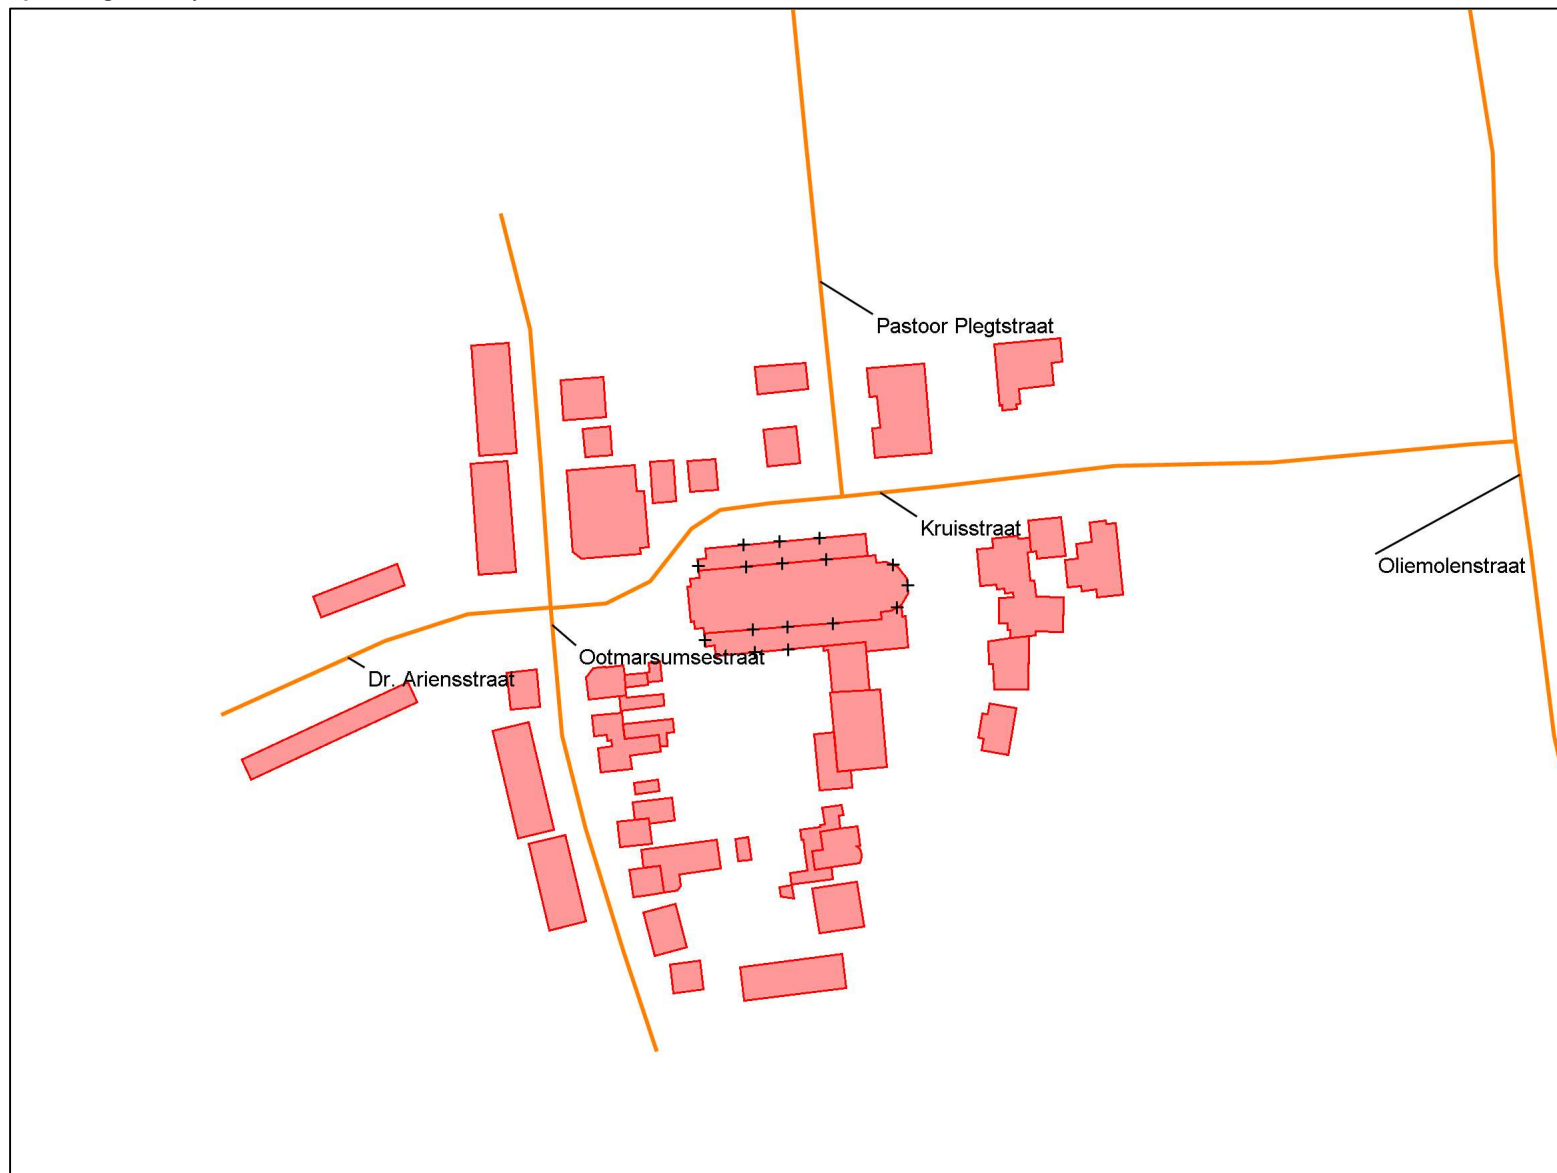 Pastoor Plegtstraat
Kruisstraat
Oliemolenstraat
Ootmarsumsestraat
Dr. Ariensstraat